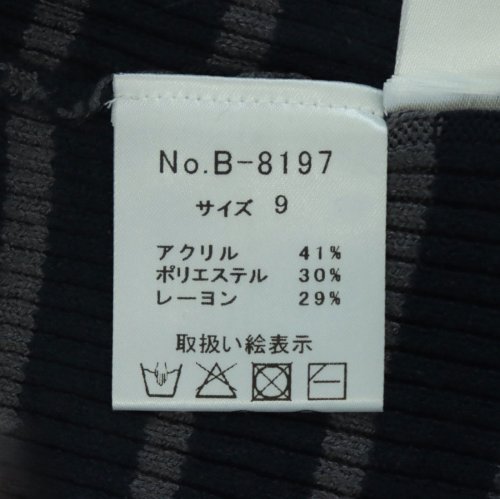 No.B-8197
サイズ 9
アクリル 41%
ポリエステル 30%
レーヨン 29%
取扱い絵表示